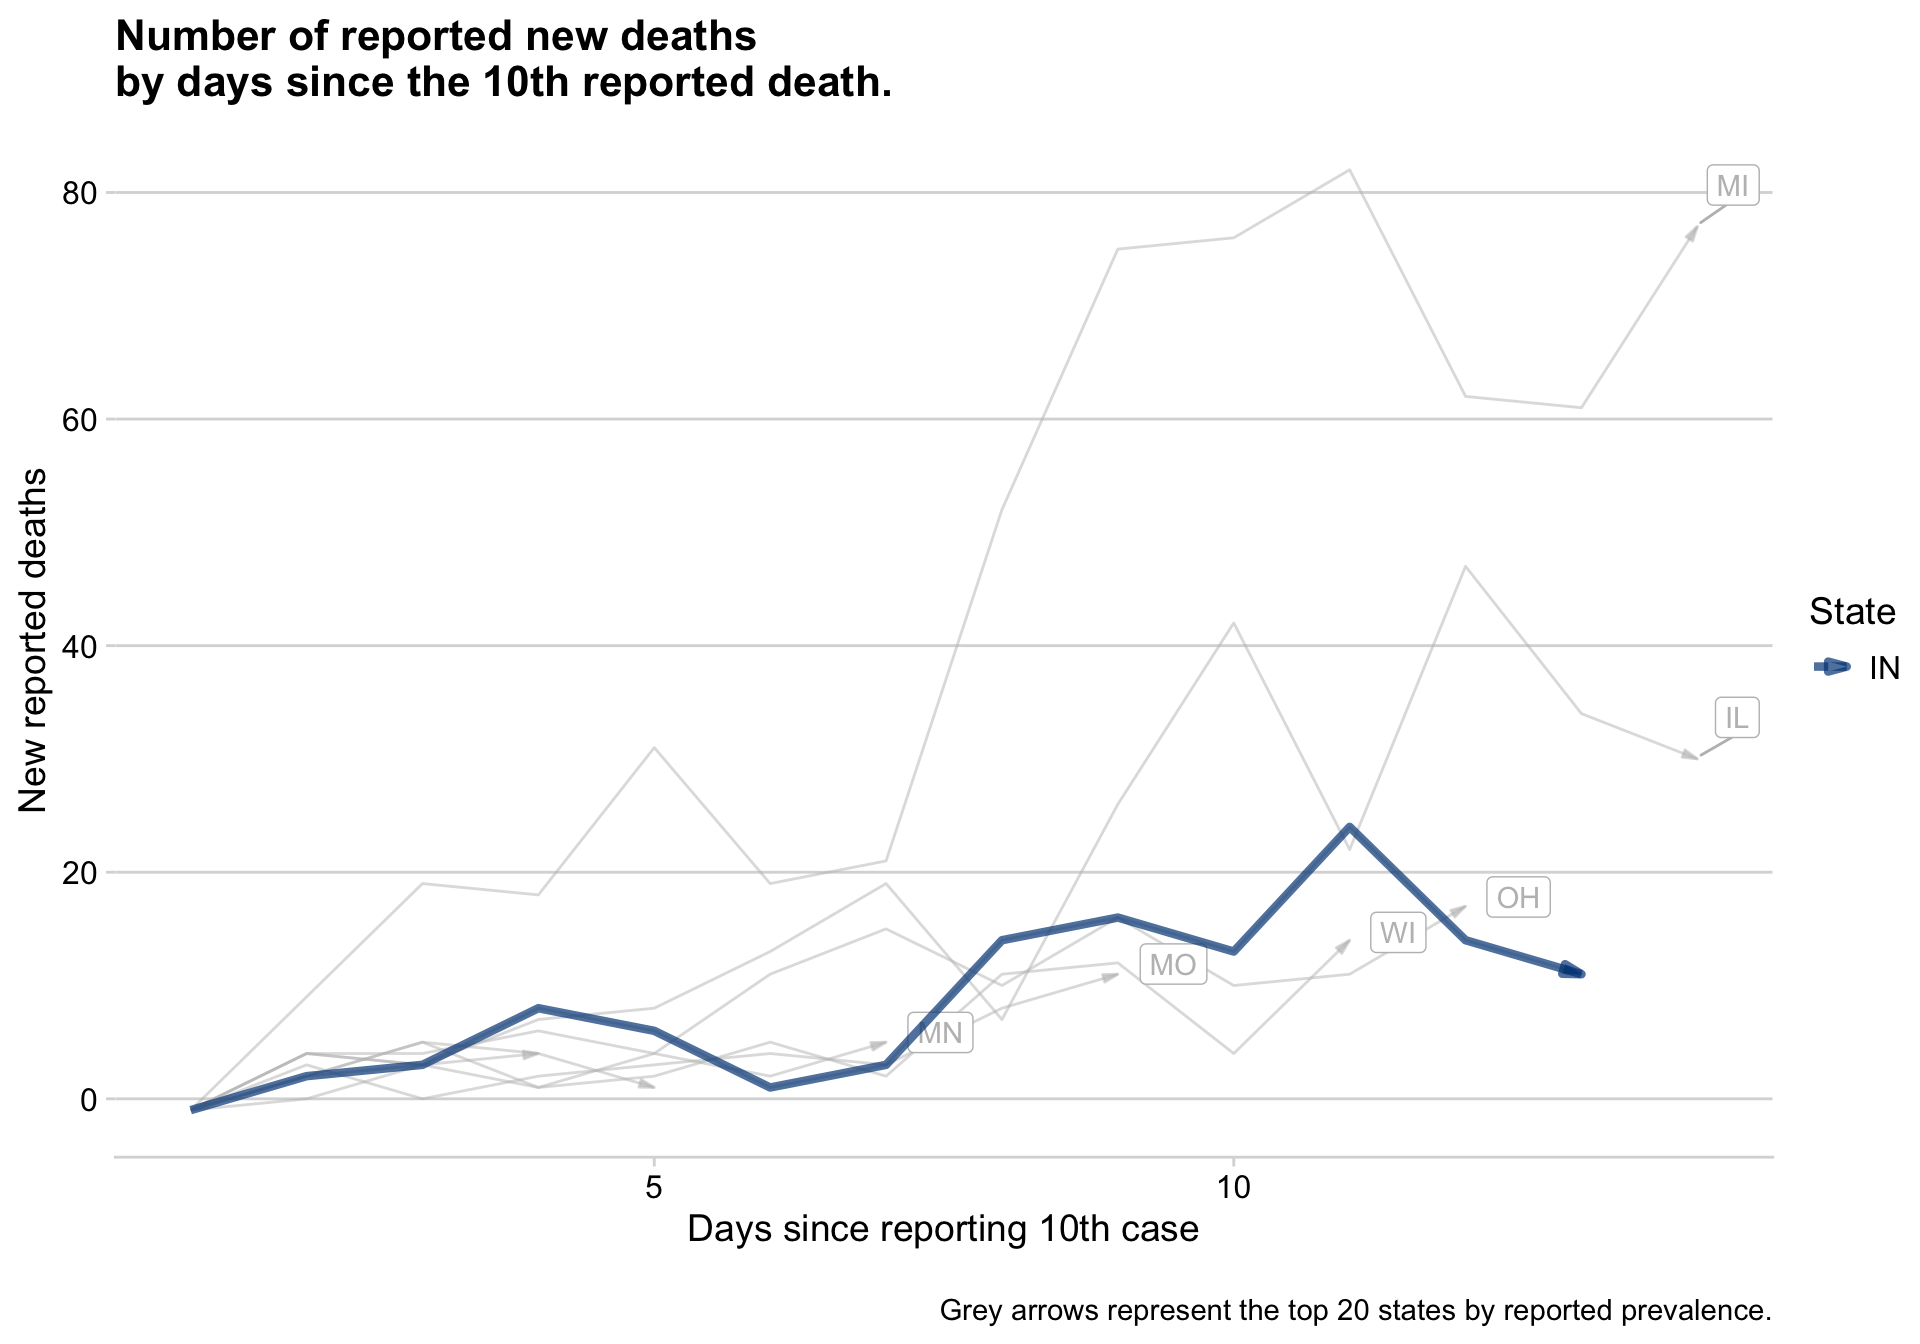 Number of reported new deaths
by days since the 10th reported death.
80
60
40
20
0
New reported deaths
MI
IL
OH
WI
MO
MN
State
IN
5
10
Days since reporting 10th case
Grey arrows represent the top 20 states by reported prevalence.